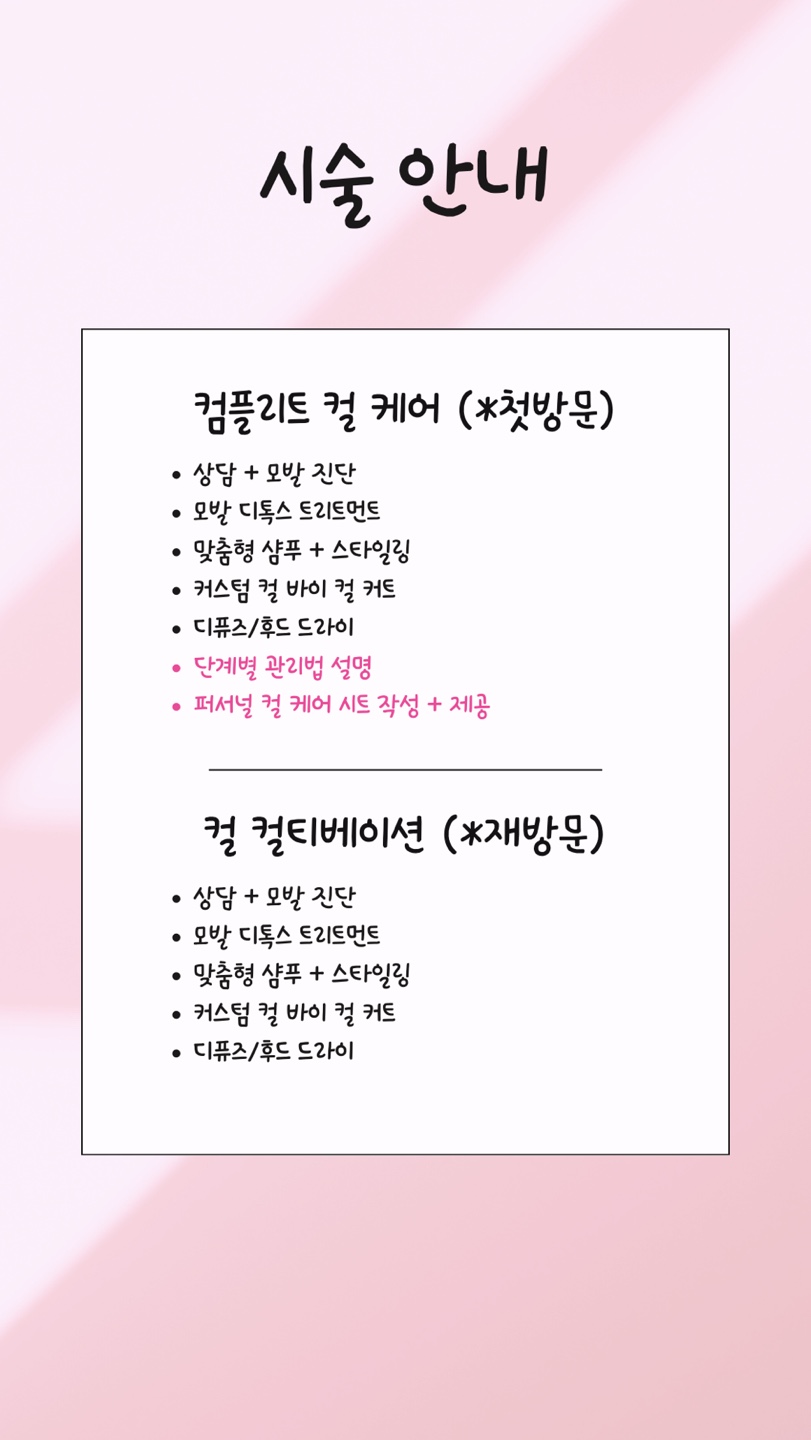 시술 안내
컴플리트 컬 케어 (*첫방문)
• 상담 + 모발 진단
• 모발 디톡스 트리트먼트
• 맞춤형 샴푸 + 스타일링
• 커스텀 컬 바이 컬 커트
• 디퓨즈/후드 드라이
• 단계별 관리법 설명
• 퍼서널 컬 케어 시트 작성 + 제공
컬 컬티베이션 (*재방문)
• 상담 + 모발 진단
• 모발 디톡스 트리트먼트
• 맞춤형 샴푸 + 스타일링
• 커스텀 컬 바이 컬 커트
• 디퓨즈/후드 드라이